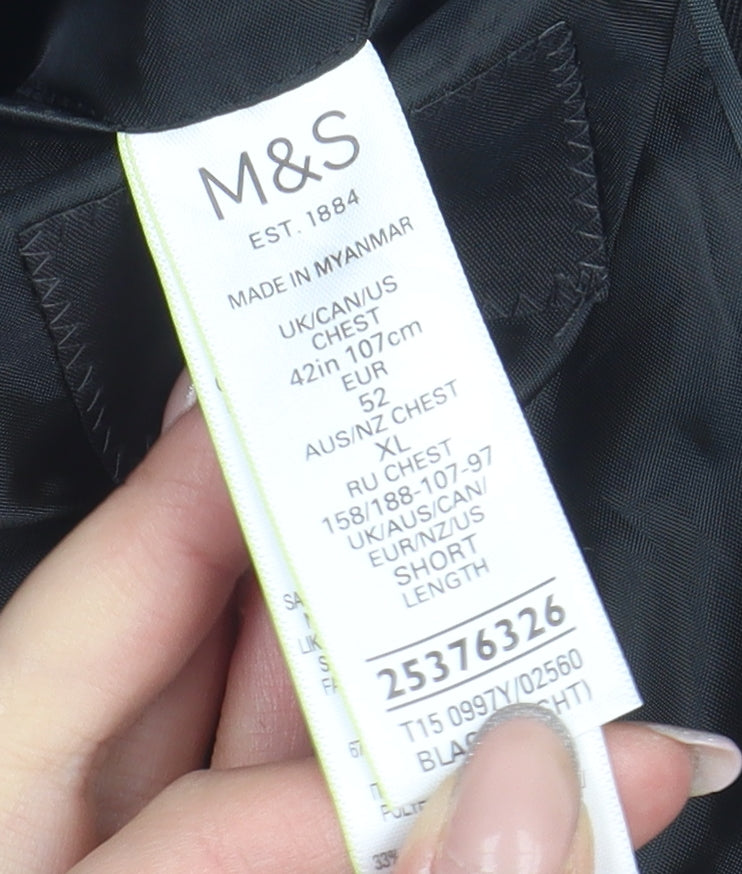 M&S
EST. 1884
MADE IN MYANMAR
UK/CAN/US
CHEST
42in 107cm
EUR
52
AUS/NZ CHEST
XL
RU CHEST
158/188-107-97
UK/AUS/CAN/
EUR/NZ/US
SHORT
LENGTH
25376326
T15 0997Y/02560